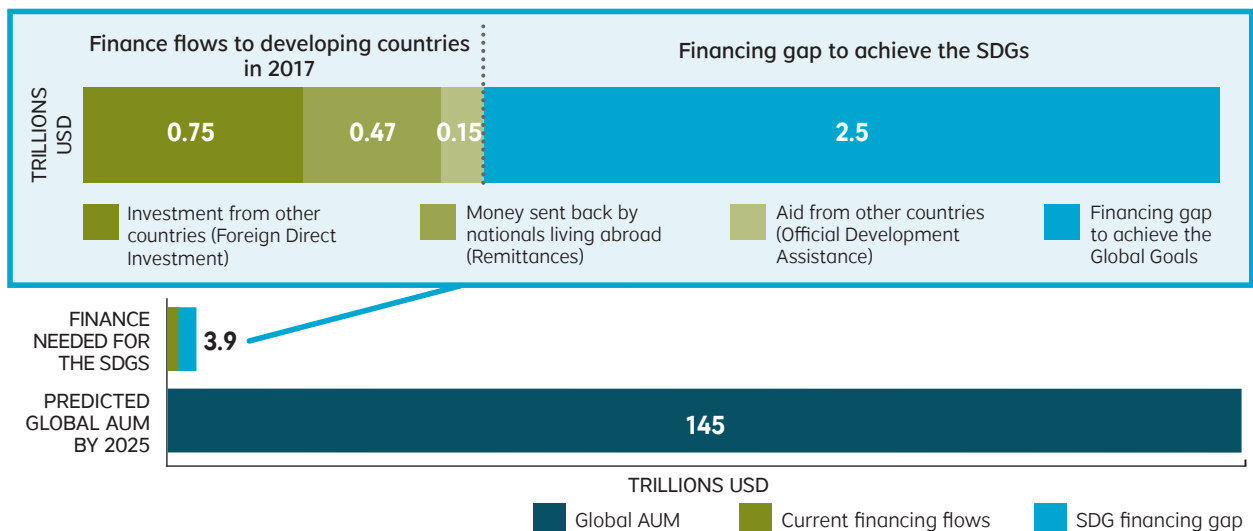 Finance flows to developing countries
in 2017
Financing gap to achieve the SDGs
TRILLIONS
USD
0.75
0.47
0.15
2.5
Investment from other
countries (Foreign Direct
Investment)
Money sent back by
nationals living abroad
(Remittances)
Aid from other countries
(Official Development
Assistance)
Financing gap
to achieve the
Global Goals
FINANCE
NEEDED FOR
THE SDGS
3.9
PREDICTED
GLOBAL AUM
BY 2025
145
TRILLIONS USD
Global AUM
Current financing flows
SDG financing gap